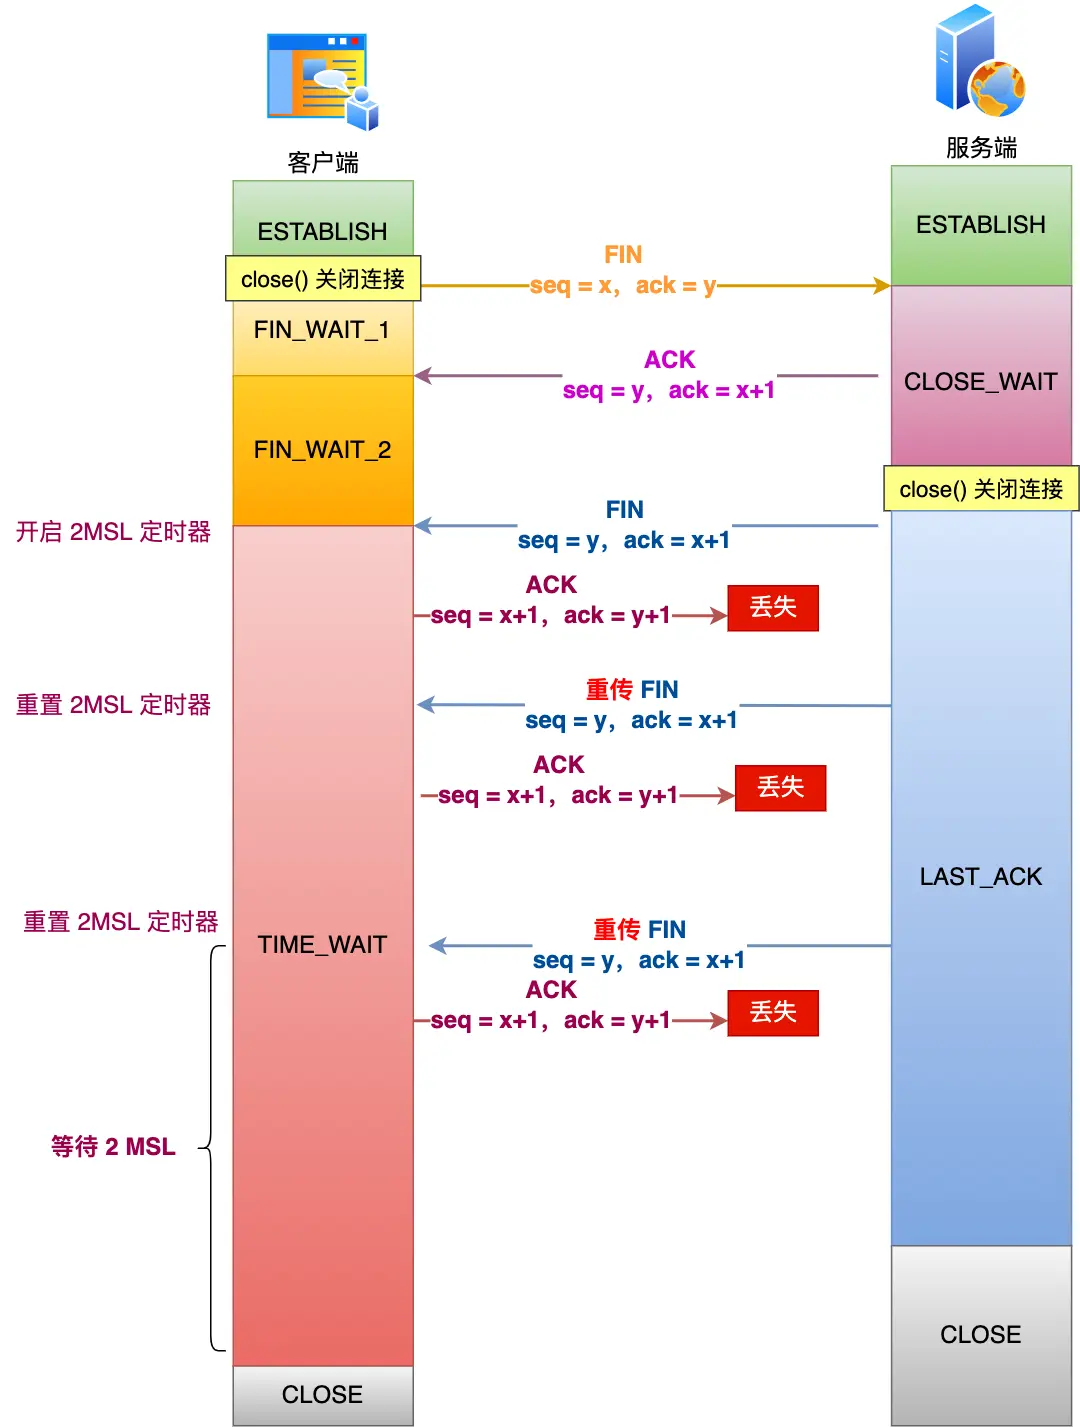 客户端
服务端
ESTABLISH
ESTABLISH
close() 关闭连接
FIN
seq = x, ack = y
FIN_WAIT_1
ACK
seq = y, ack = x+1
CLOSE_WAIT
FIN_WAIT_2
close() 关闭连接
开启 2MSL 定时器
FIN
seq = y, ack = x+1
ACK
seq = x+1, ack = y+1
丢失
重置 2MSL 定时器
重传 FIN
seq = y, ack = x+1
ACK
seq = x+1, ack = y+1
丢失
LAST_ACK
重置 2MSL 定时器
TIME_WAIT
重传 FIN
seq = y, ack = x+1
ACK
seq = x+1, ack = y+1
丢失
等待 2 MSL
CLOSE
CLOSE